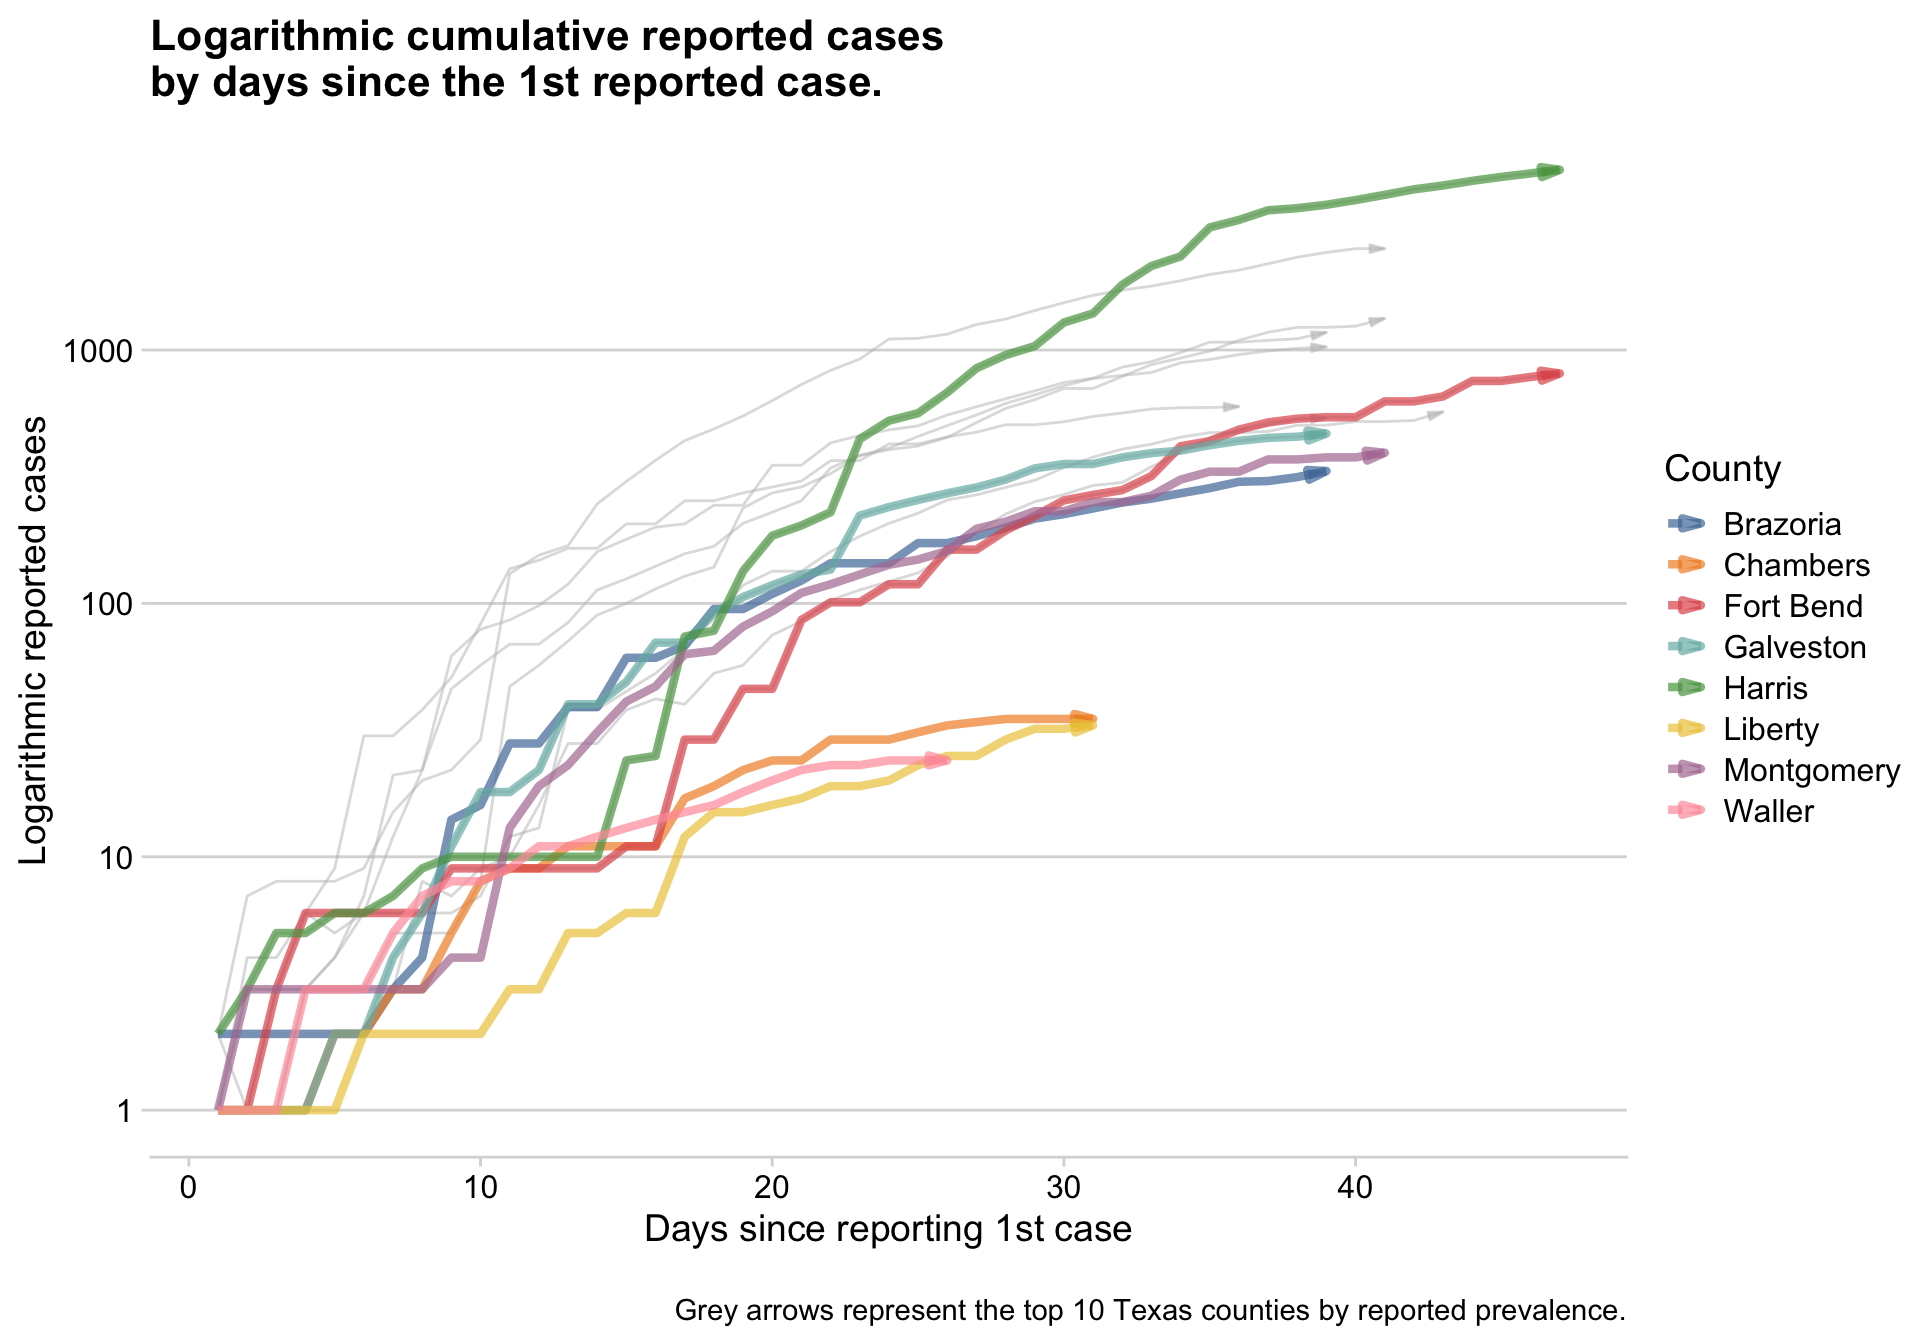 Logarithmic cumulative reported cases
by days since the 1st reported case.
Logarithmic reported cases
1000
100
10
1
0 10 20 30 40
Days since reporting 1st case
County
Brazoria
Chambers
Fort Bend
Galveston
Harris
Liberty
Montgomery
Waller
Grey arrows represent the top 10 Texas counties by reported prevalence.